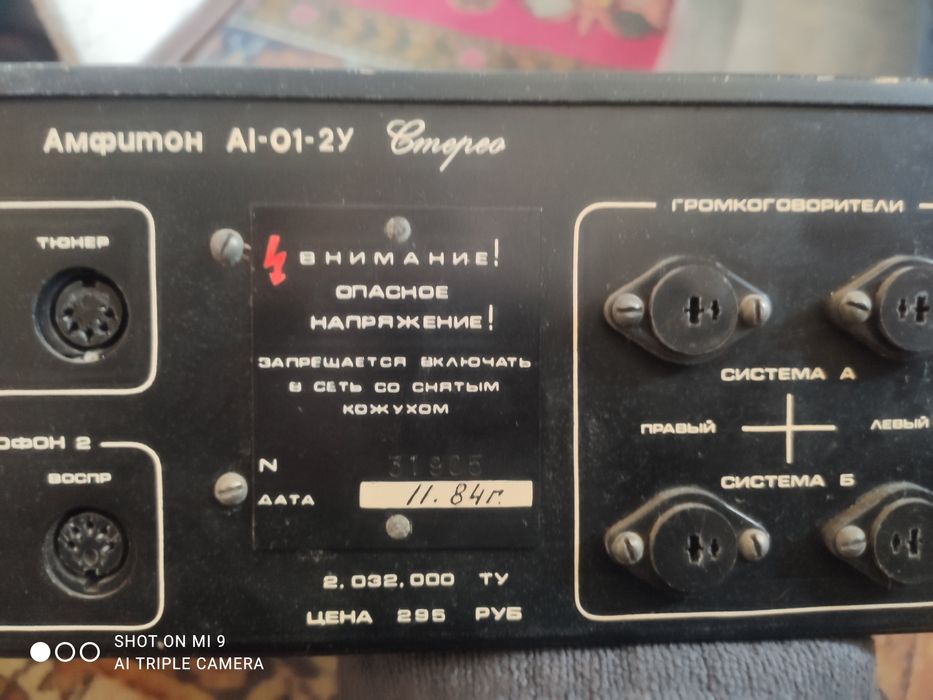 Амфитон А1-01-2У Стерео
ТЮНЕР
ВНИМАНИЕ!
ОПАСНОЕ
НАПРЯЖЕНИЕ!
ЗАПРЕЩАЕТСЯ ВКЛЮЧАТЬ
В СЕТЬ СО СНЯТЫМ
КОЖУХОМ
N 31905
ДАТА 11.84г.
2.032.000 ТУ
ЦЕНА 295 РУБ
ОФОН 2
ВОСПР
ГРОМКОГОВОРИТЕЛИ
СИСТЕМА А
ПРАВЫЙ ЛЕВЫЙ
СИСТЕМА Б
SHOT ON MI 9
AI TRIPLE CAMERA